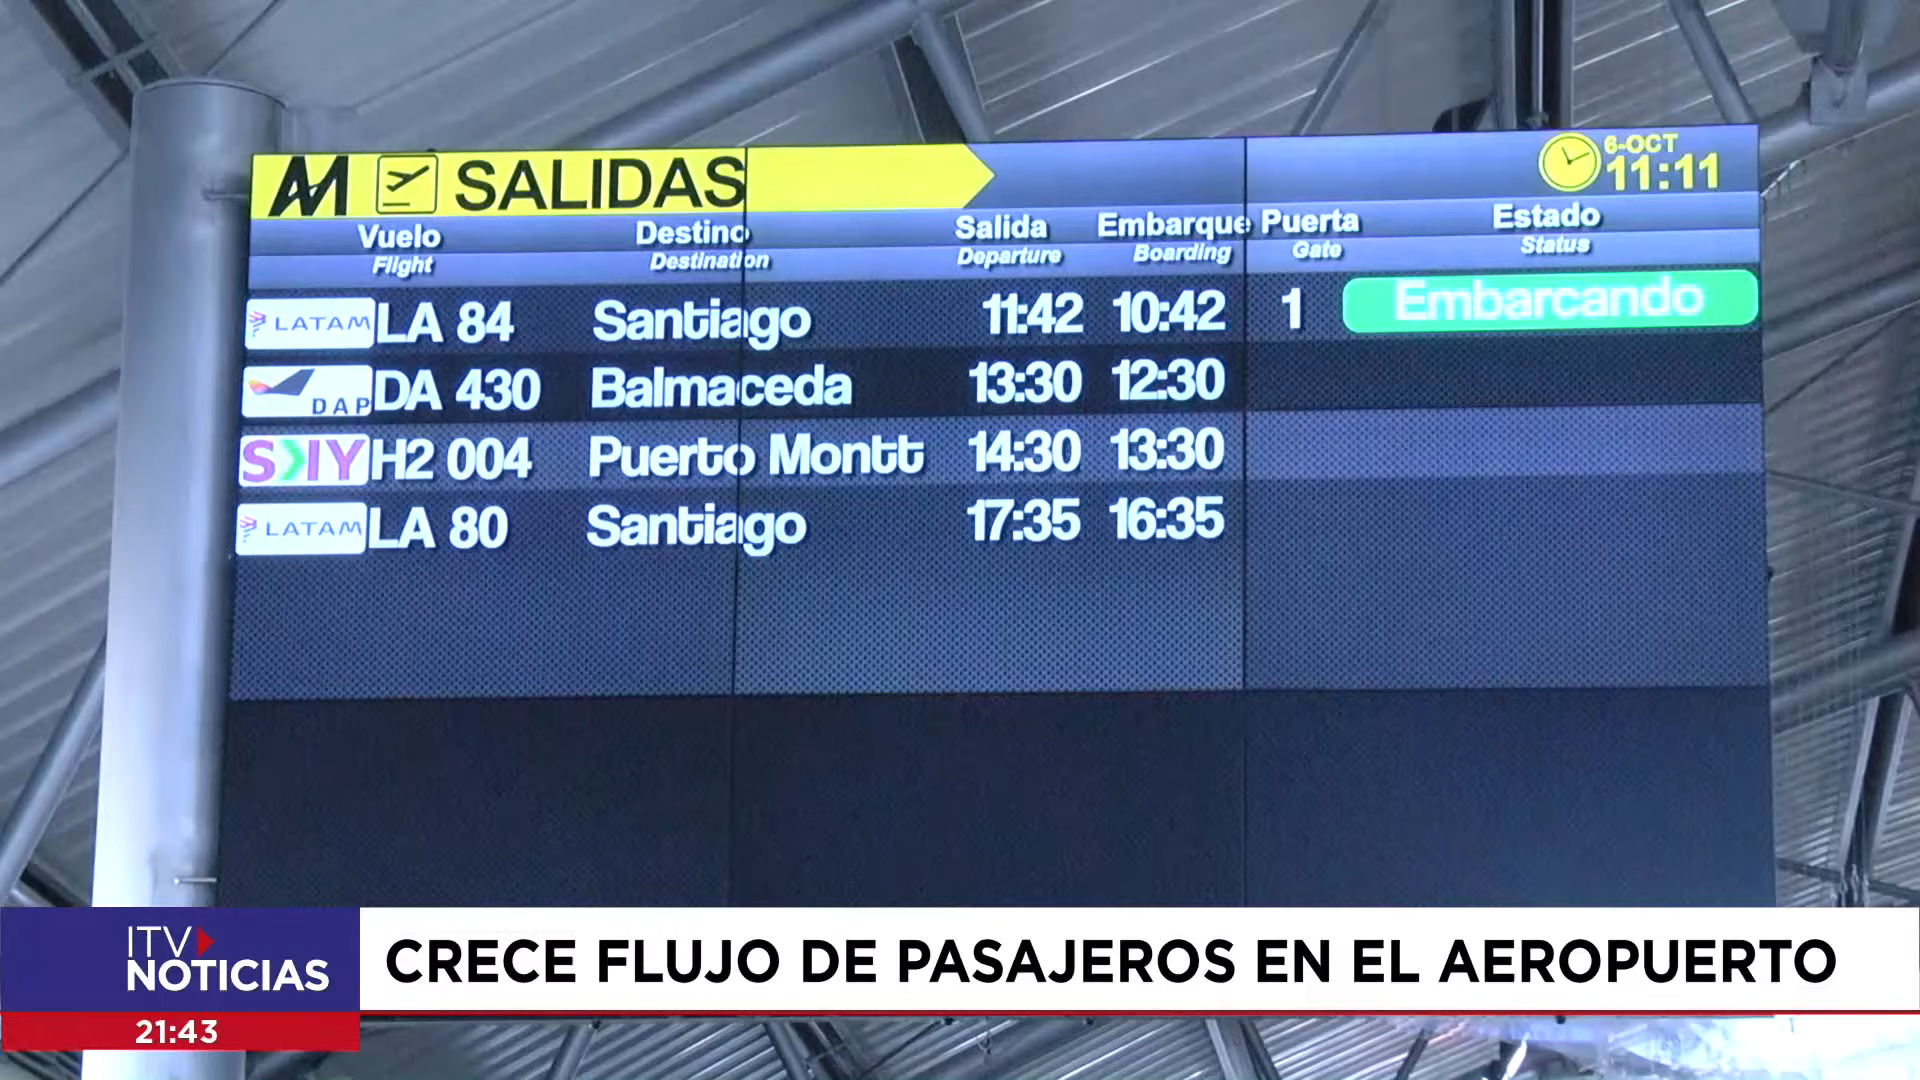 SALIDAS
6-OCT
11:11
Vuelo Destino Salida Embarque Puerta Estado
Flight Destination Departure Boarding Gate Status
LATAM LA 84 Santiago 11:42 10:42 1 Embarcando
DAP DA 430 Balmaceda 13:30 12:30
SKY H2 004 Puerto Montt 14:30 13:30
LATAM LA 80 Santiago 17:35 16:35
ITV
NOTICIAS
CRECE FLUJO DE PASAJEROS EN EL AEROPUERTO
21:43